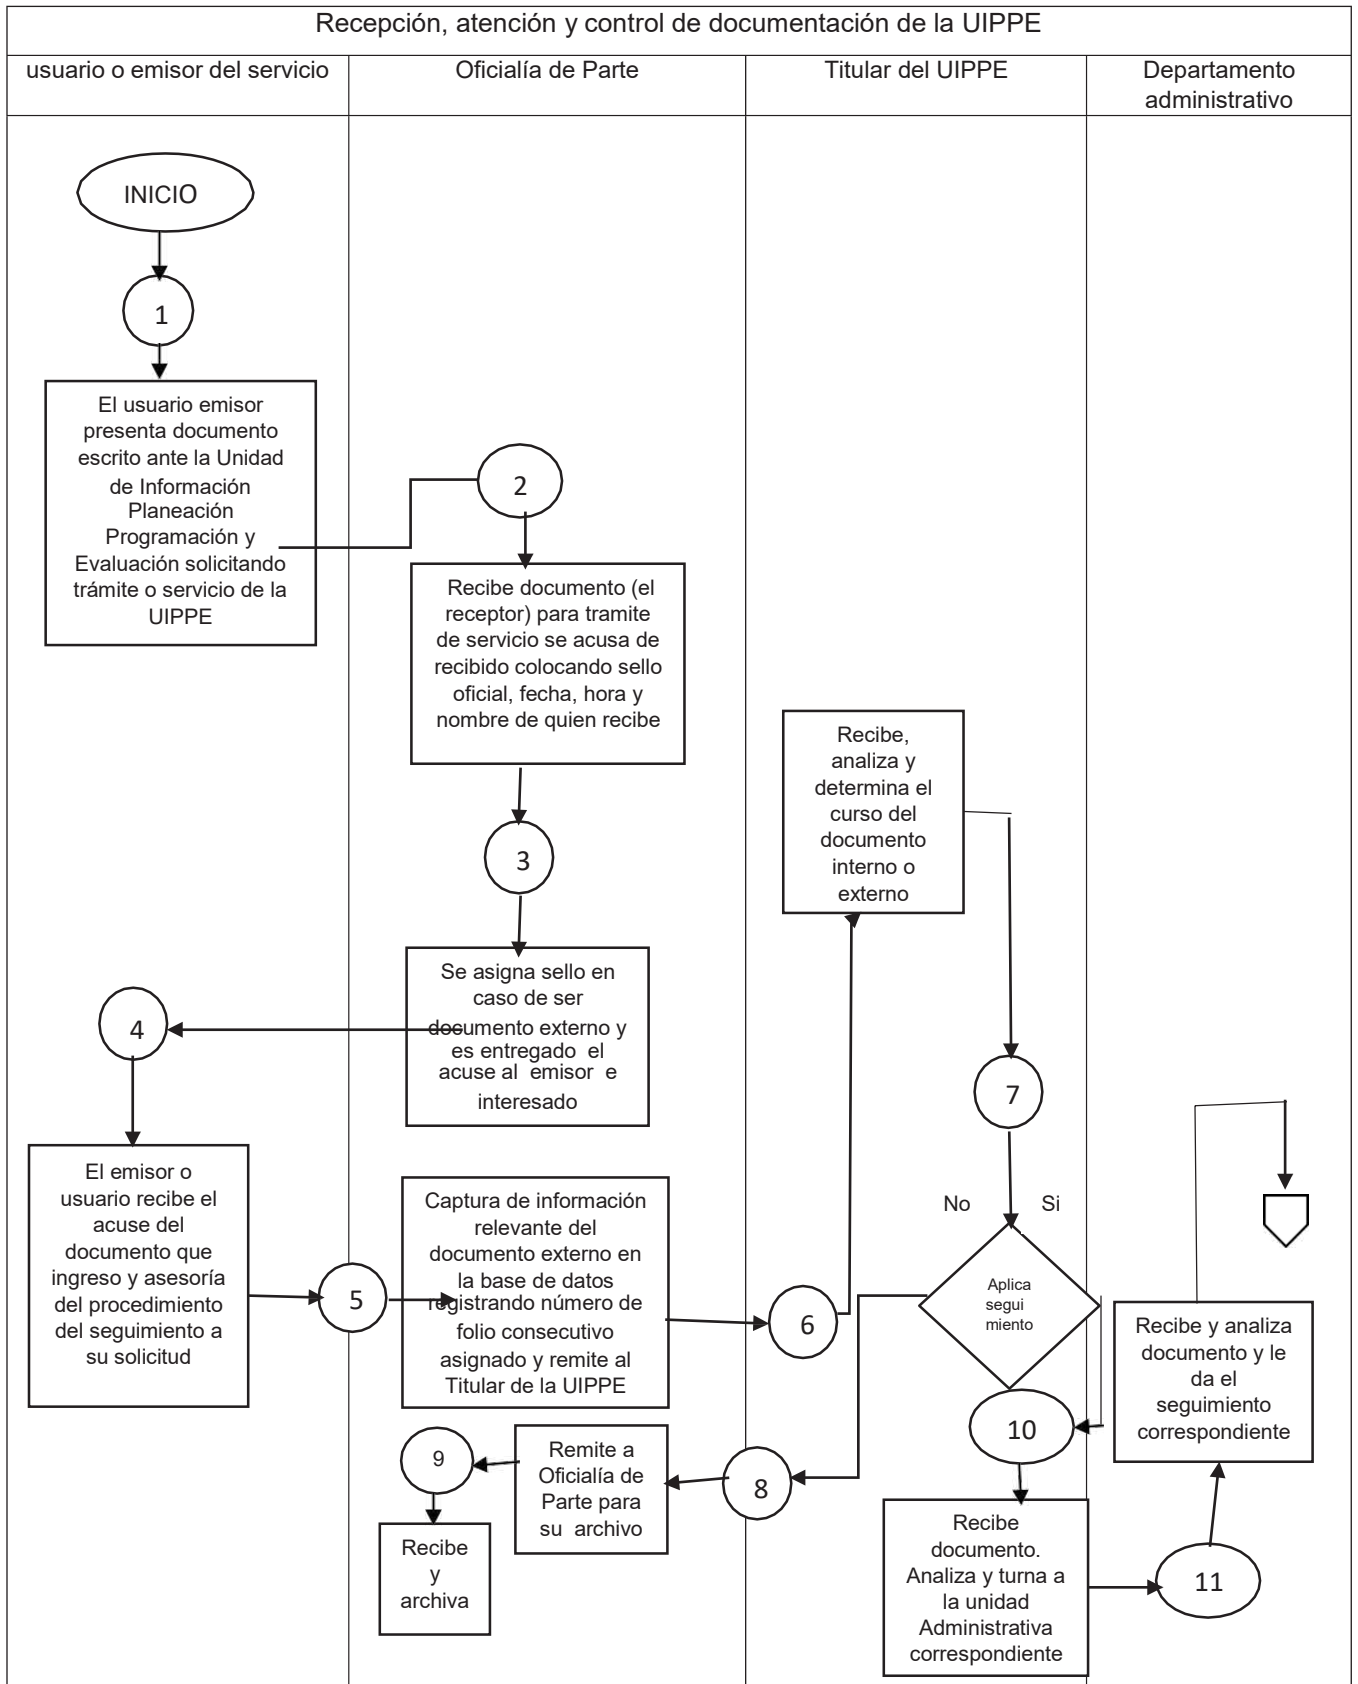 Recepción, atención y control de documentación de la UIPPE
usuario o emisor del servicio
Oficialía de Parte
Titular del UIPPE
Departamento
administrativo
INICIO
1
El usuario emisor
presenta documento
escrito ante la Unidad
de Información
Planeación
Programación y
Evaluación solicitando
trámite o servicio de la
UIPPE
2
Recibe documento (el
receptor) para tramite
de servicio se acusa de
recibido colocando sello
oficial, fecha, hora y
nombre de quien recibe
3
Se asigna sello en
caso de ser
documento externo y
es entregado el
acuse al emisor e
interesado
4
El emisor o
usuario recibe el
acuse del
documento que
ingreso y asesoría
del procedimiento
del seguimiento a
su solicitud
5
Captura de información
relevante del
documento externo en
la base de datos
registrando número de
folio consecutivo
asignado y remite al
Titular de la UIPPE
6
Recibe,
analiza y
determina el
curso del
documento
interno o
externo
7
No
Si
Aplica
segui
miento
8
Remite a
Oficialía de
Parte para
su archivo
9
Recibe
y
archiva
10
Recibe
documento.
Analiza y turna a
la unidad
Administrativa
correspondiente
11
Recibe y analiza
documento y le
da el
seguimiento
correspondiente